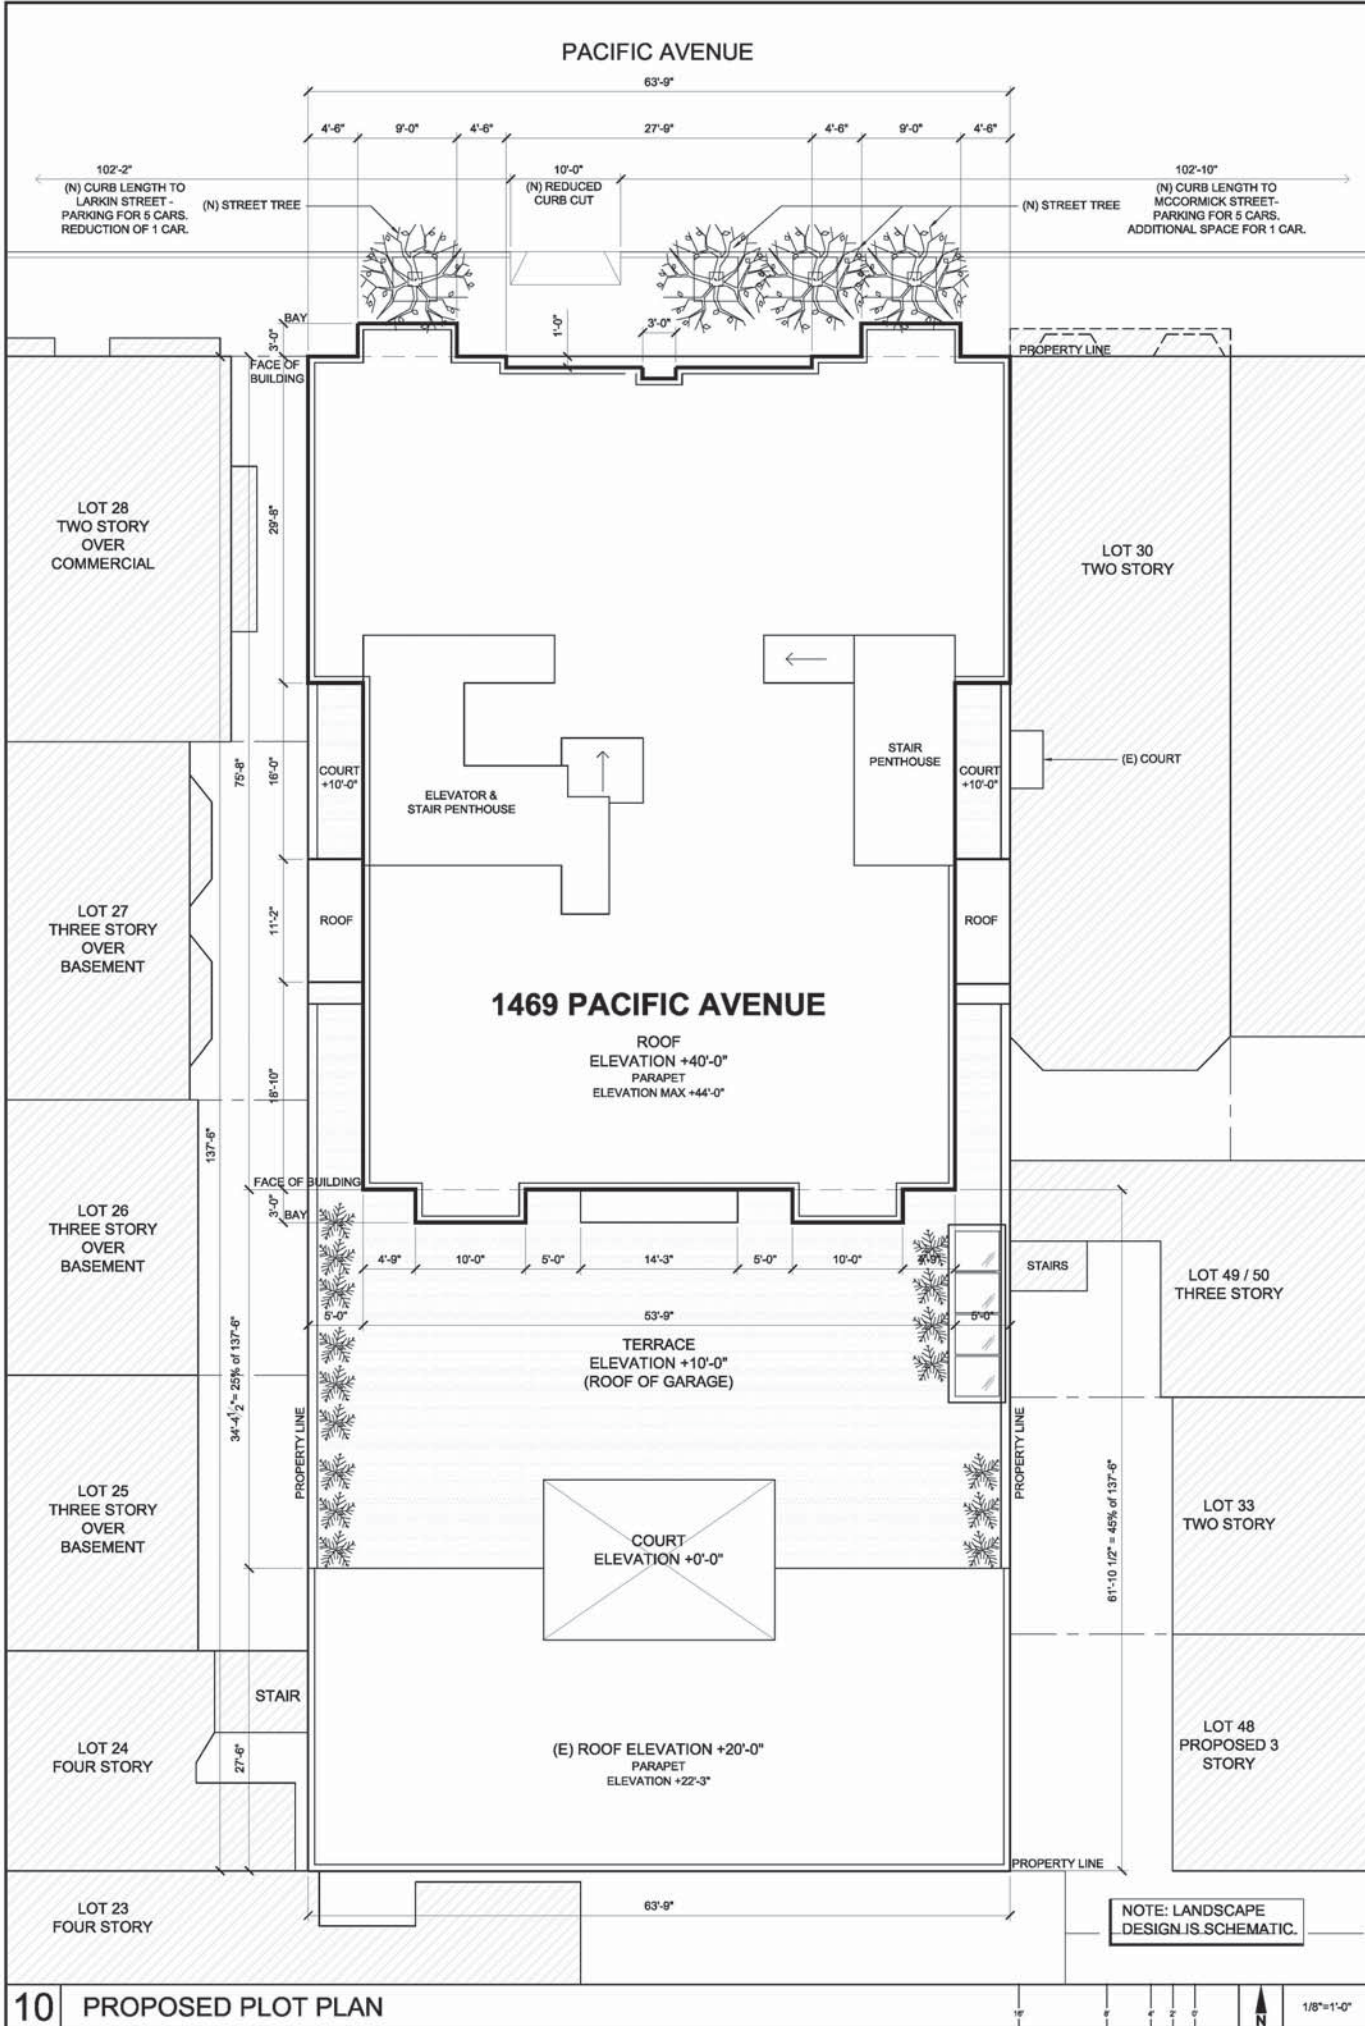 PACIFIC AVENUE
63'-9"
4'-6"
9'-0"
4'-6"
27'-9"
4'-6"
9'-0"
4'-6"
102'-2"
(N) CURB LENGTH TO
LARKIN STREET -
PARKING FOR 5 CARS.
REDUCTION OF 1 CAR.
(N) STREET TREE
10'-0"
(N) REDUCED
CURB CUT
(N) STREET TREE
102'-10"
(N) CURB LENGTH TO
MCCORMICK STREET-
PARKING FOR 5 CARS.
ADDITIONAL SPACE FOR 1 CAR.
BAY
3'-0"
FACE OF
BUILDING
1'-0"
3'-0"
PROPERTY LINE
LOT 28
TWO STORY
OVER
COMMERCIAL
29'-8"
LOT 30
TWO STORY
75'-8"
16'-0"
COURT
+10'-0"
ELEVATOR &
STAIR PENTHOUSE
STAIR
PENTHOUSE
COURT
+10'-0"
(E) COURT
LOT 27
THREE STORY
OVER
BASEMENT
11'-2"
ROOF
ROOF
1469 PACIFIC AVENUE
ROOF
ELEVATION +40'-0"
PARAPET
ELEVATION MAX +44'-0"
18'-10"
137'-6"
FACE OF BUILDING
3'-0"
BAY
LOT 26
THREE STORY
OVER
BASEMENT
4'-9"
10'-0"
5'-0"
14'-3"
5'-0"
10'-0"
4'-9"
STAIRS
LOT 49 / 50
THREE STORY
5'-0"
53'-9"
5'-0"
TERRACE
ELEVATION +10'-0"
(ROOF OF GARAGE)
34'-4 1/2"= 25% of 137'-6"
PROPERTY LINE
PROPERTY LINE
61'-10 1/2" = 45% of 137'-6"
LOT 25
THREE STORY
OVER
BASEMENT
LOT 33
TWO STORY
COURT
ELEVATION +0'-0"
STAIR
LOT 24
FOUR STORY
27'-6"
(E) ROOF ELEVATION +20'-0"
PARAPET
ELEVATION +22'-3"
LOT 48
PROPOSED 3
STORY
PROPERTY LINE
LOT 23
FOUR STORY
63'-9"
NOTE: LANDSCAPE
DESIGN IS SCHEMATIC.
10 PROPOSED PLOT PLAN
16'
8'
4'
2'
0'
N
1/8"=1'-0"